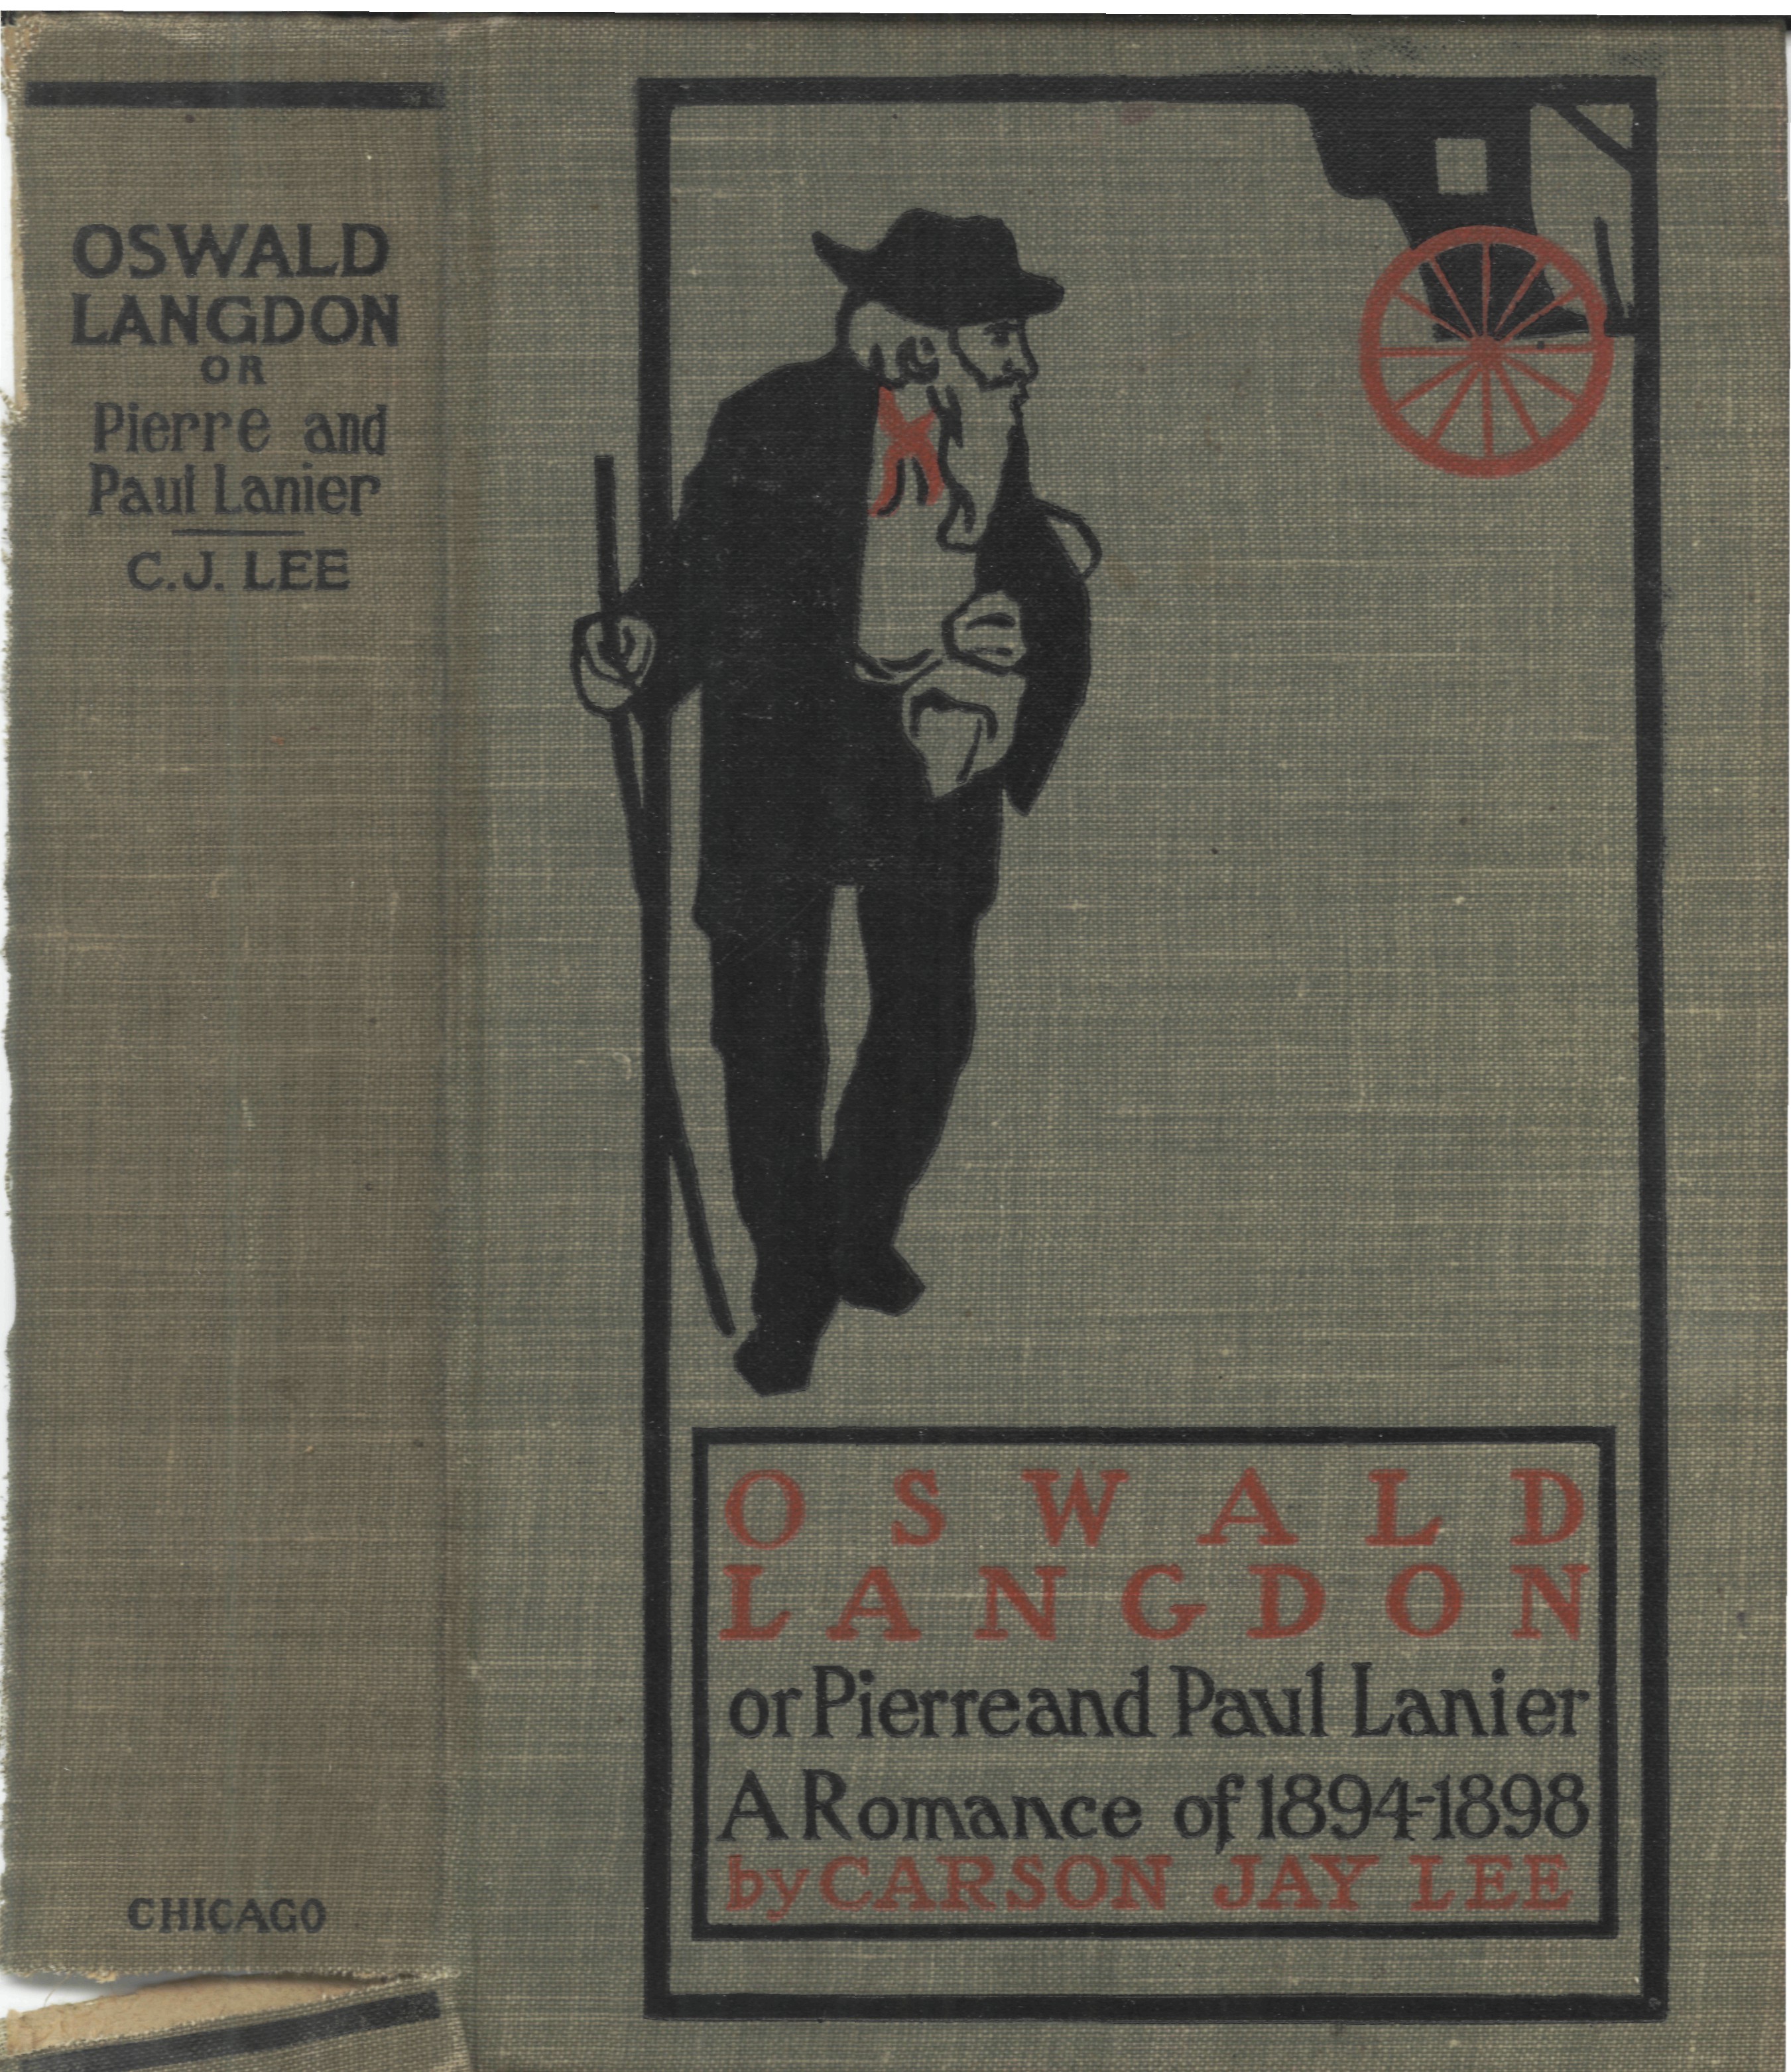 OSWALD
LANGDON
OR
Pierre and
Paul Lanier
C.J. LEE
CHICAGO
OSWALD
LANGDON
or Pierre and Paul Lanier
A Romance of 1894-1898
by CARSON JAY LEE